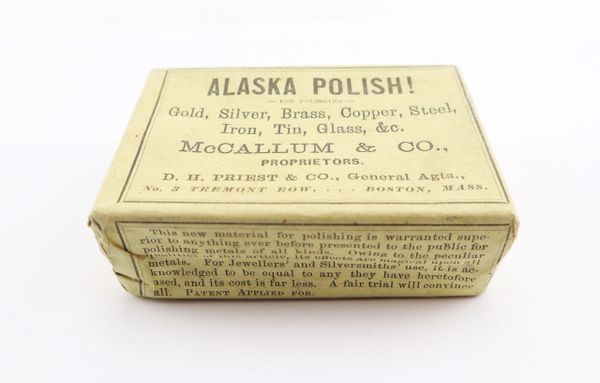 ALASKA POLISH!
— FOR POLISHING —
Gold, Silver, Brass, Copper, Steel,
Iron, Tin, Glass, &c.
McCALLUM & CO.,
PROPRIETORS.
D. H. PRIEST & CO., General Agts.,
No. 3 TREMONT ROW, . . . BOSTON, MASS.
This new material for polishing is warranted supe-
rior to anything ever before presented to the public for
polishing metals of all kinds. Owing to the peculiar
qualities of this article, its effects are magical upon all
metals. For Jewellers' and Silversmiths' use, it is ac-
knowledged to be equal to any they have heretofore
used, and its cost is far less. A fair trial will convince
all. PATENT APPLIED FOR.